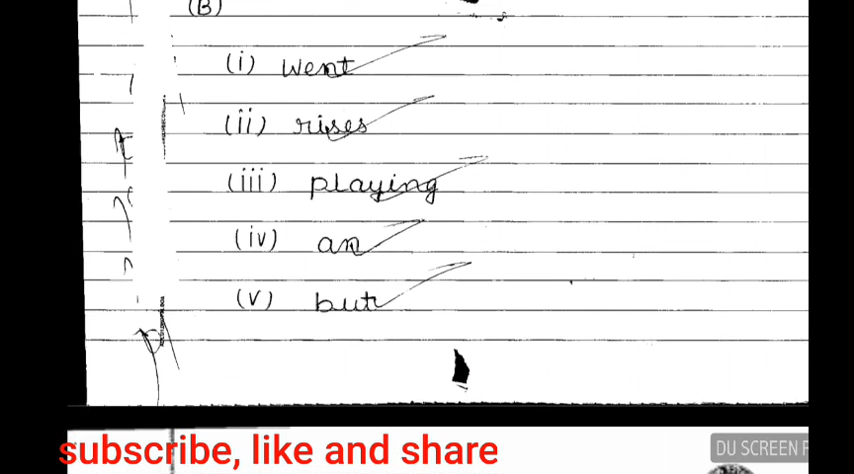 (B)
(i) went
(ii) rises
(iii) playing
(iv) an
(v) but
subscribe, like and share
DU SCREEN